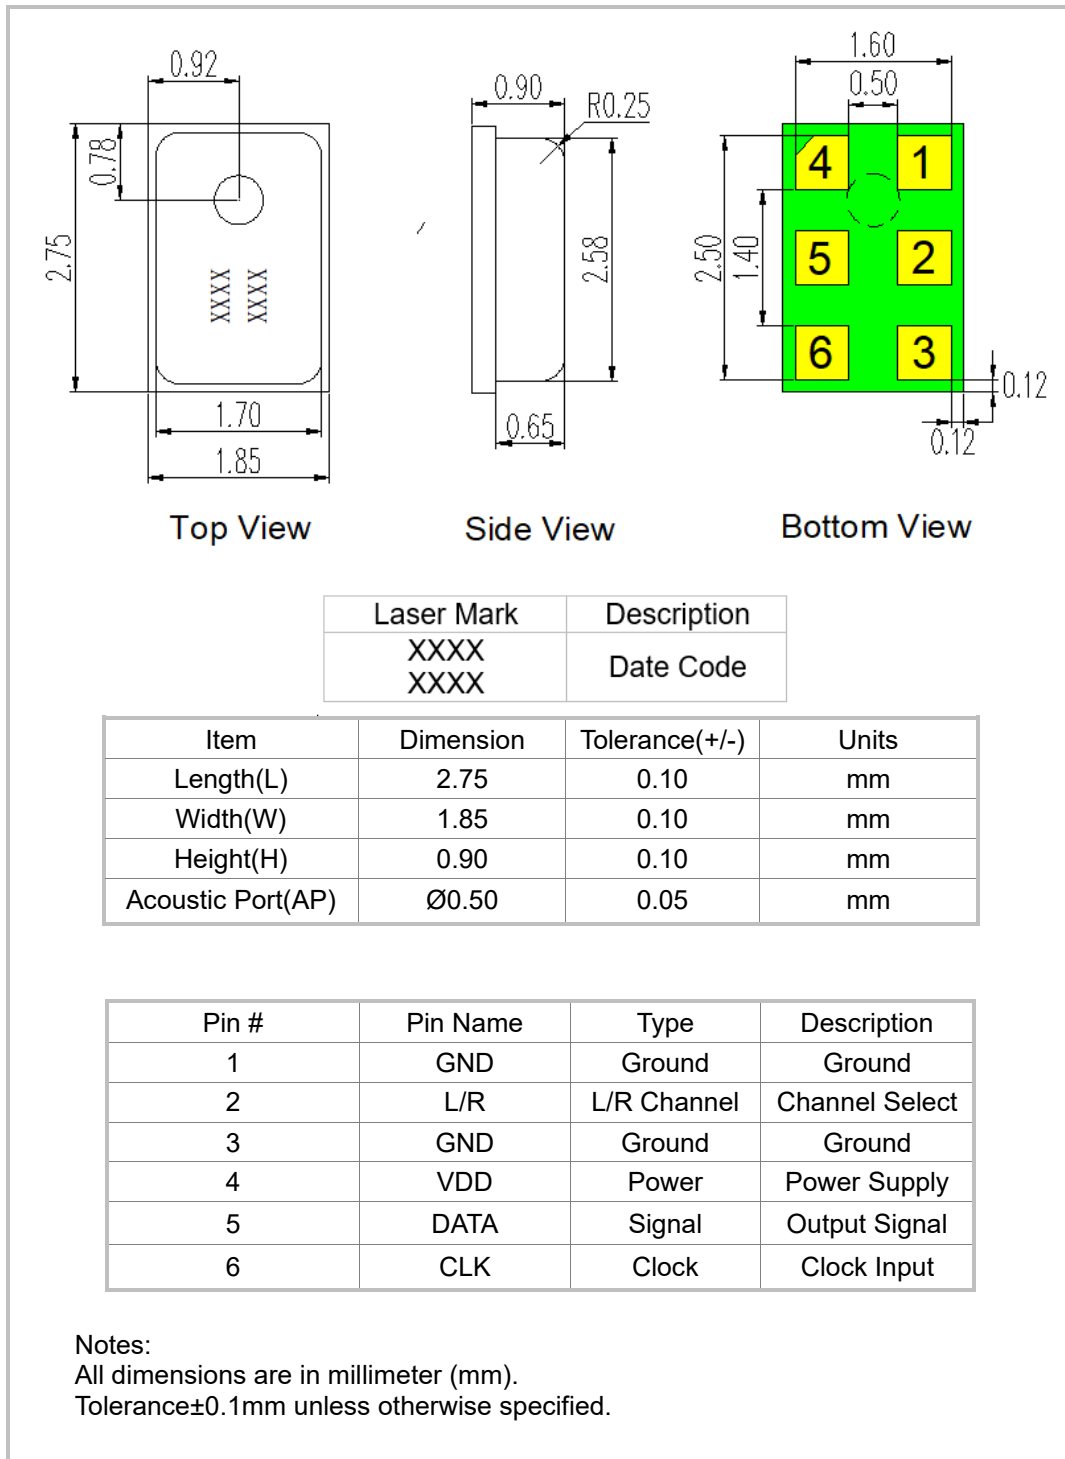 0.92
0.78
2.75
XXXX
XXXX
1.70
1.85
Top View
0.90
R0.25
2.58
0.65
Side View
1.60
0.50
4
1
5
2
6
3
2.50
1.40
0.12
0.12
Bottom View
Laser Mark Description
XXXX
XXXX
Date Code
Item Dimension Tolerance(+/-) Units
Length(L) 2.75 0.10 mm
Width(W) 1.85 0.10 mm
Height(H) 0.90 0.10 mm
Acoustic Port(AP) Ø0.50 0.05 mm
Pin # Pin Name Type Description
1 GND Ground Ground
2 L/R L/R Channel Channel Select
3 GND Ground Ground
4 VDD Power Power Supply
5 DATA Signal Output Signal
6 CLK Clock Clock Input
Notes:
All dimensions are in millimeter (mm).
Tolerance±0.1mm unless otherwise specified.